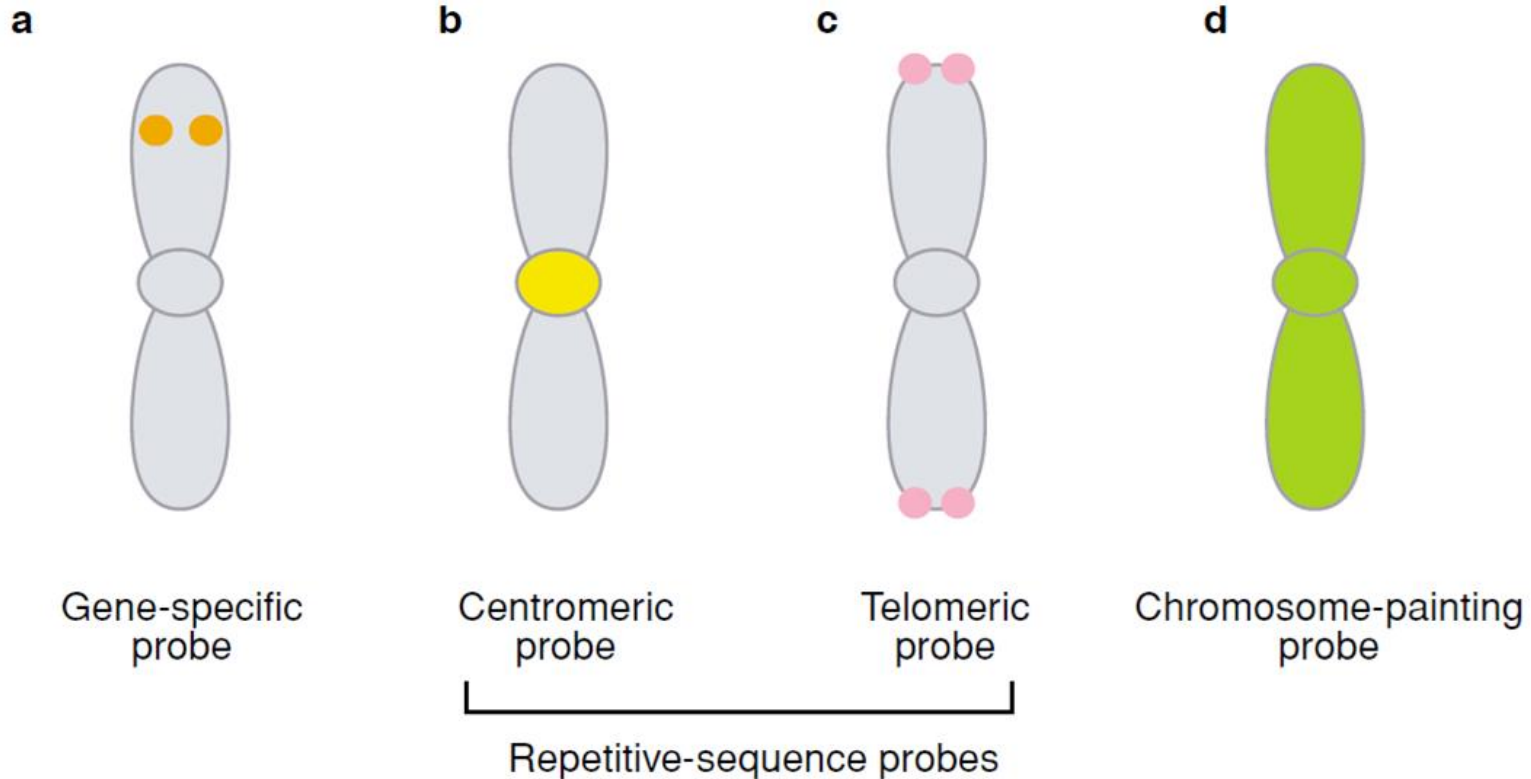 a
b
c
d
Gene-specific
probe
Centromeric
probe
Telomeric
probe
Chromosome-painting
probe
Repetitive-sequence probes